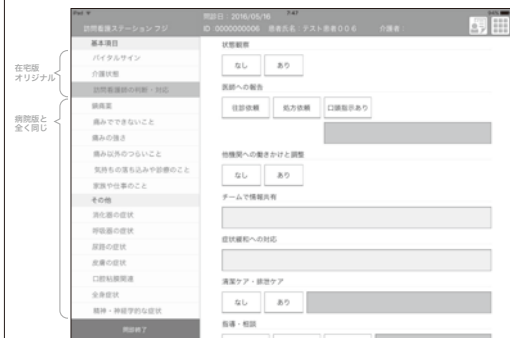 iPad
7:47
94%
訪問看護ステーション フジ
問診日：2016/05/16
ID 0000000006 患者氏名：テスト患者006 介護者：
在宅版
オリジナル
病院版と
全く同じ
基本項目
バイタルサイン
介護状態
訪問看護師の判断・対応
鎮痛薬
痛みでできないこと
痛みの強さ
痛み以外のつらいこと
気持ちの落ち込みや診療のこと
家族や仕事のこと
その他
消化器の症状
呼吸器の症状
尿路の症状
皮膚の症状
口腔粘膜関連
全身症状
精神・神経学的な症状
問診終了
状態観察
なし あり
医師への報告
往診依頼 処方依頼 口頭指示あり
他機関への働きかけと調整
なし あり
チームで情報共有
症状緩和への対応
清潔ケア・排泄ケア
なし あり
指導・相談